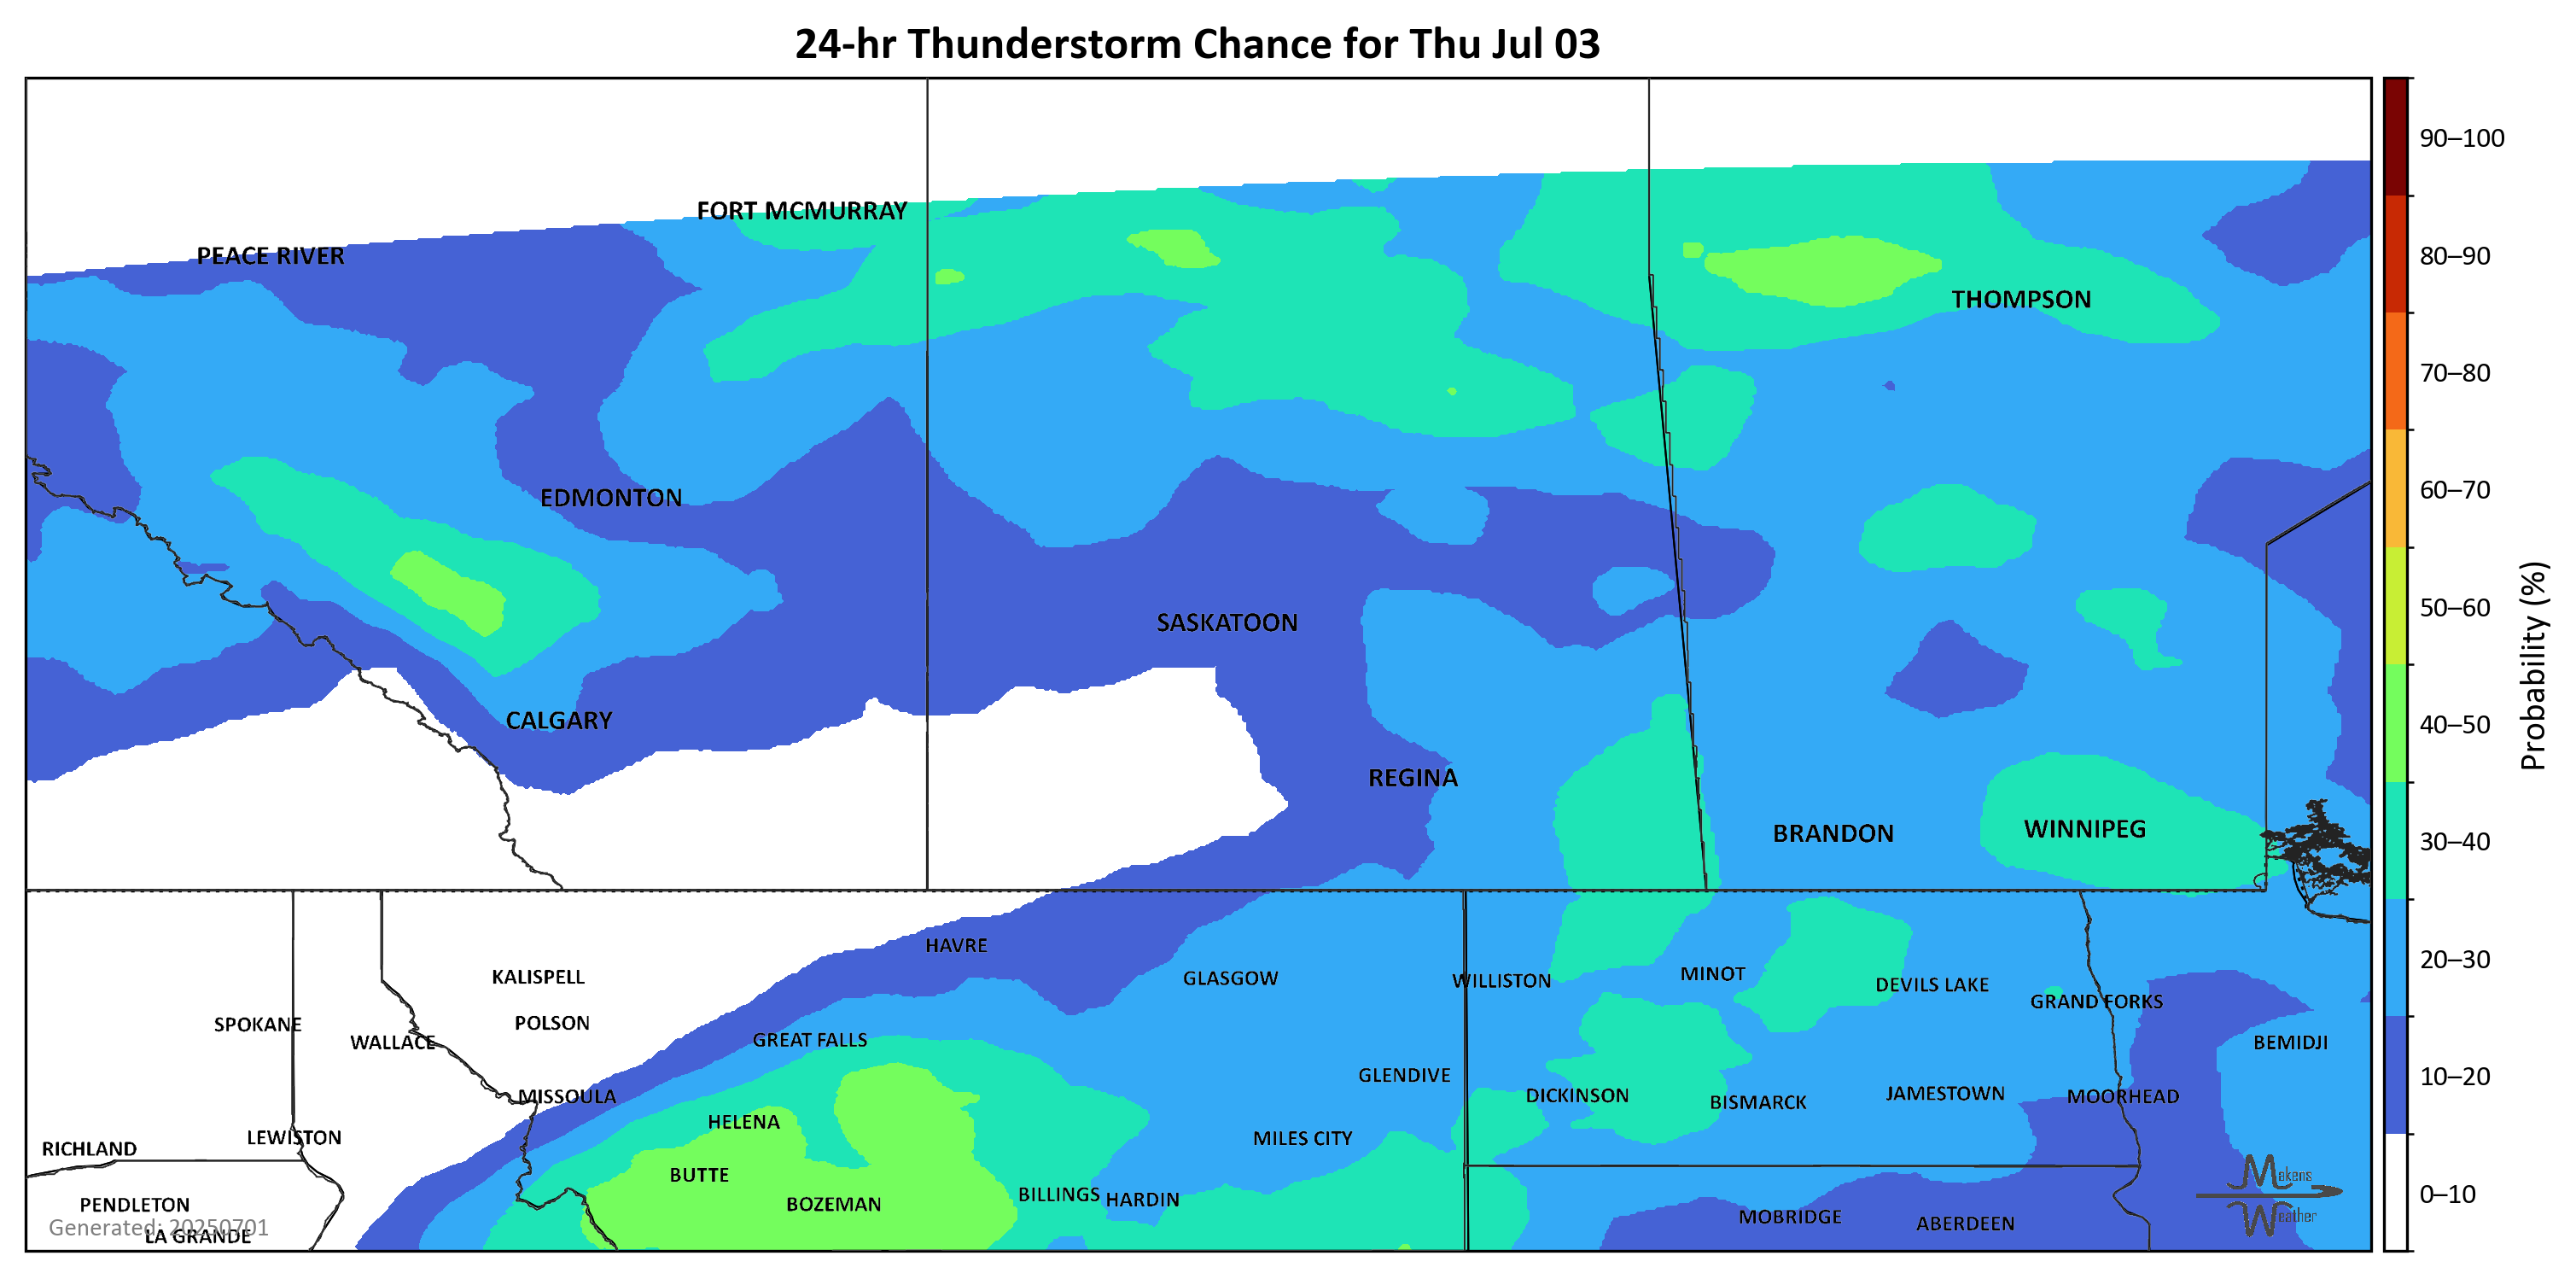 24-hr Thunderstorm Chance for Thu Jul 03
90–100
FORT MCMURRAY
PEACE RIVER
80–90
THOMPSON
70–80
60–70
EDMONTON
50–60
SASKATOON
CALGARY
40–50
Probability (%)
REGINA
WINNIPEG
BRANDON
30–40
HAVRE
20–30
KALISPELL
GLASGOW
WILLISTON
MINOT
DEVILS LAKE
GRAND FORKS
SPOKANE
POLSON
WALLACE
GREAT FALLS
BEMIDJI
GLENDIVE
10–20
MISSOULA
DICKINSON
BISMARCK
JAMESTOWN
MOORHEAD
HELENA
LEWISTON
MILES CITY
RICHLAND
BUTTE
Makens
Weather
BILLINGS
HARDIN
0–10
PENDLETON
BOZEMAN
MOBRIDGE
ABERDEEN
Generated: 20250701
LA GRANDE